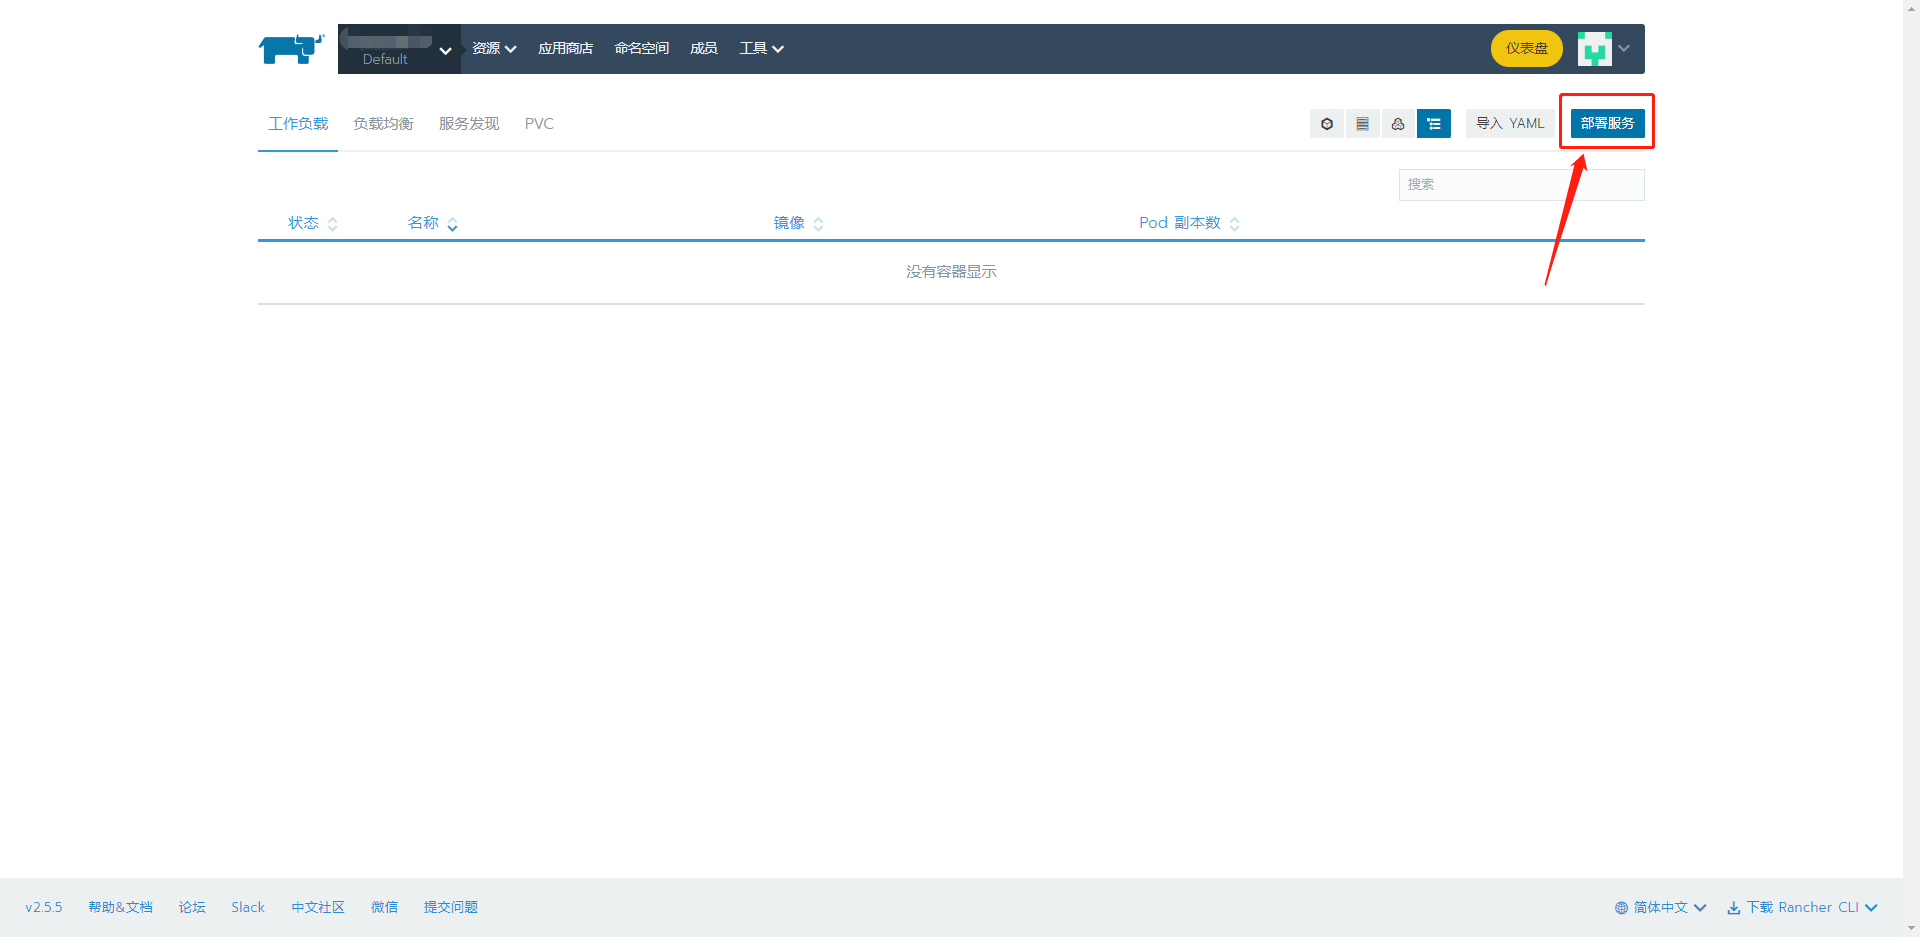 Default
资源 应用商店 命名空间 成员 工具 仪表盘
工作负载 负载均衡 服务发现 PVC 导入 YAML 部署服务
搜索
状态 名称 镜像 Pod 副本数
没有容器显示
v2.5.5 帮助&文档 论坛 Slack 中文社区 微信 提交问题 简体中文 下载 Rancher CLI